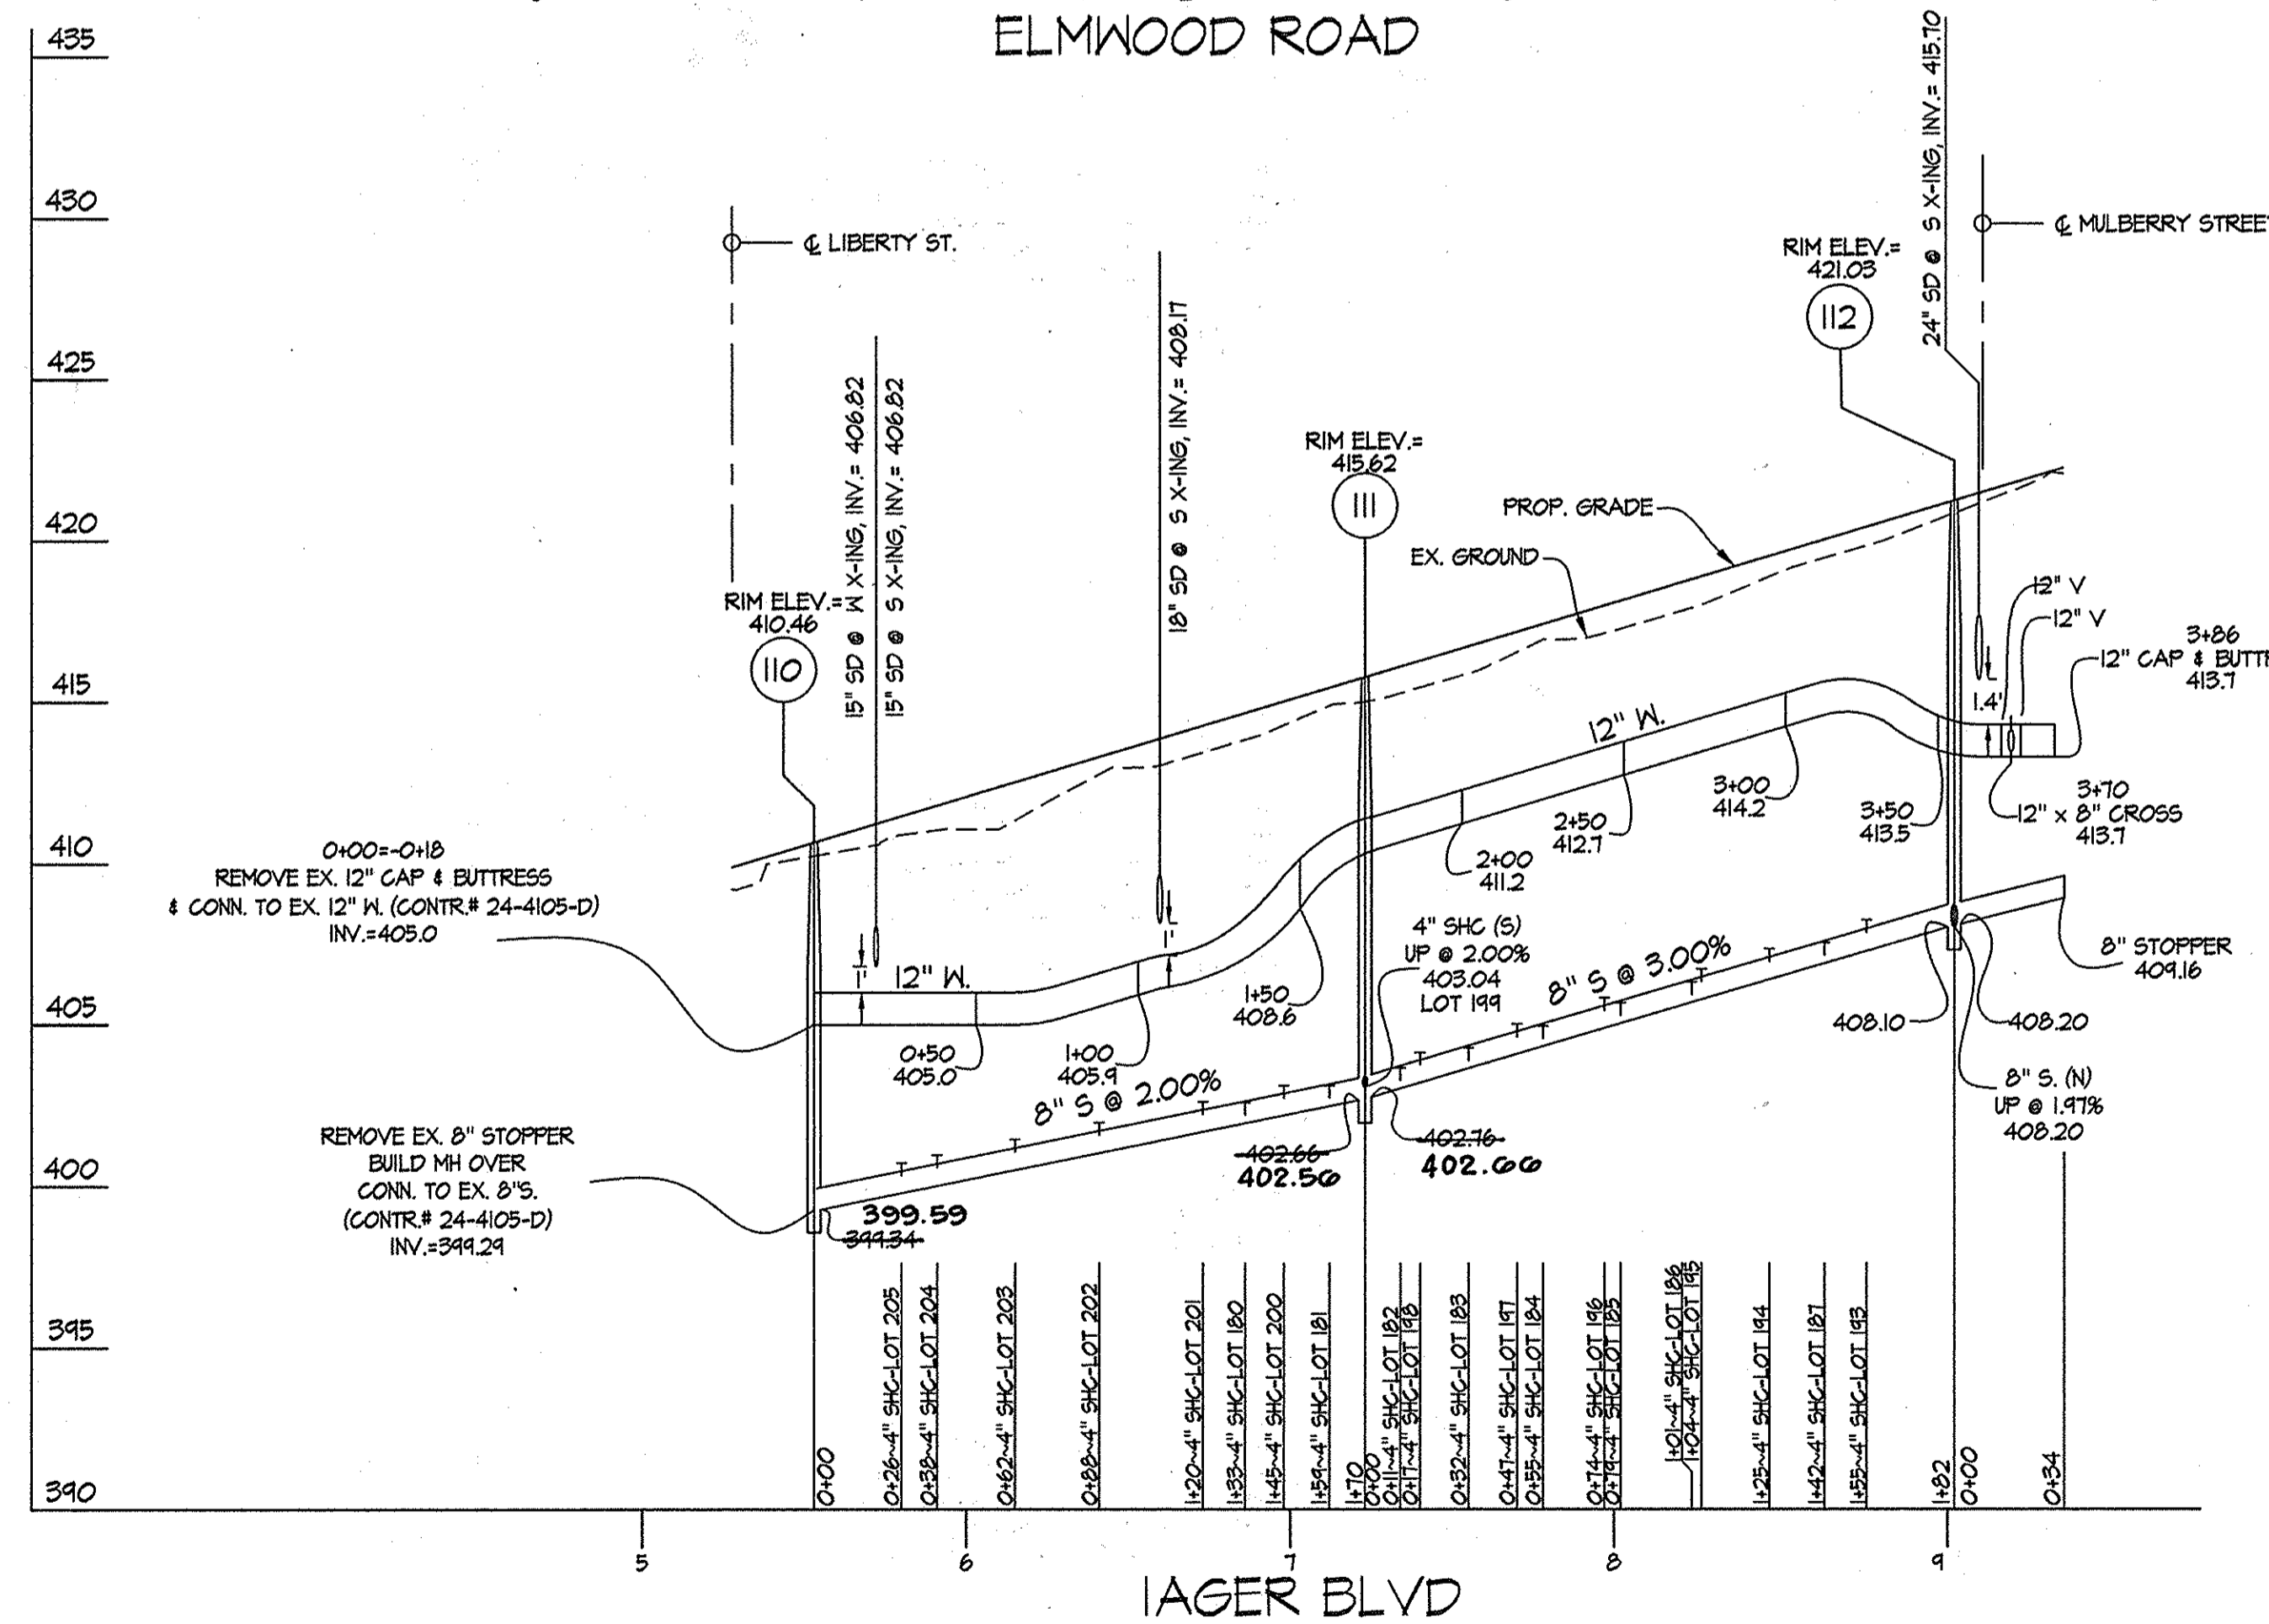 ELMWOOD ROAD
435
430
425
420
415
410
405
400
395
390
℄ LIBERTY ST.
RIM ELEV.=
410.46
110
15" SD @ W X-ING, INV.= 406.82
15" SD @ S X-ING, INV.= 406.82
18" SD @ S X-ING, INV.= 408.17
RIM ELEV.=
415.62
111
PROP. GRADE
EX. GROUND
RIM ELEV.=
421.03
112
24" SD @ S X-ING, INV.= 415.70
℄ MULBERRY STREET
12" V
12" V
3+86
12" CAP & BUTTR
413.7
1.4'
3+70
12" x 8" CROSS
413.7
0+00=-0+18
REMOVE EX. 12" CAP & BUTTRESS
& CONN. TO EX. 12" W. (CONTR.# 24-4105-D)
INV.=405.0
1'
12" W.
1'
12" W.
0+50
405.0
1+00
405.9
1+50
408.6
2+00
411.2
2+50
412.7
3+00
414.2
3+50
413.5
4" SHC (S)
UP @ 2.00%
403.04
LOT 199
8" S @ 2.00%
8" S @ 3.00%
8" STOPPER
409.16
408.10
408.20
8" S. (N)
UP @ 1.97%
408.20
REMOVE EX. 8" STOPPER
BUILD MH OVER
CONN. TO EX. 8"S.
(CONTR.# 24-4105-D)
INV.=399.29
399.59
399.34
402.66
402.56
402.76
402.66
0+00
0+26~4" SHC-LOT 205
0+38~4" SHC-LOT 204
0+62~4" SHC-LOT 203
0+88~4" SHC-LOT 202
1+20~4" SHC-LOT 201
1+33~4" SHC-LOT 180
1+45~4" SHC-LOT 200
1+59~4" SHC-LOT 181
1+70
0+00
0+11~4" SHC-LOT 182
0+17~4" SHC-LOT 198
0+32~4" SHC-LOT 183
0+47~4" SHC-LOT 197
0+55~4" SHC-LOT 184
0+74~4" SHC-LOT 196
0+79~4" SHC-LOT 185
1+01~4" SHC-LOT 186
1+04~4" SHC-LOT 195
1+25~4" SHC-LOT 194
1+42~4" SHC-LOT 187
1+55~4" SHC-LOT 193
1+82
0+00
0+34
5
6
7
8
9
IAGER BLVD